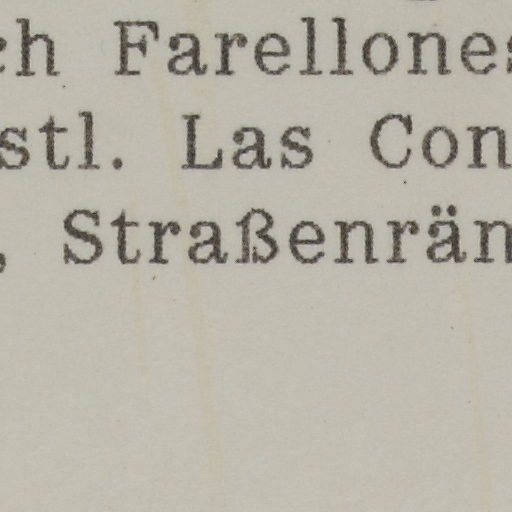 ch Farellones
stl. Las Con
, Straßenrän